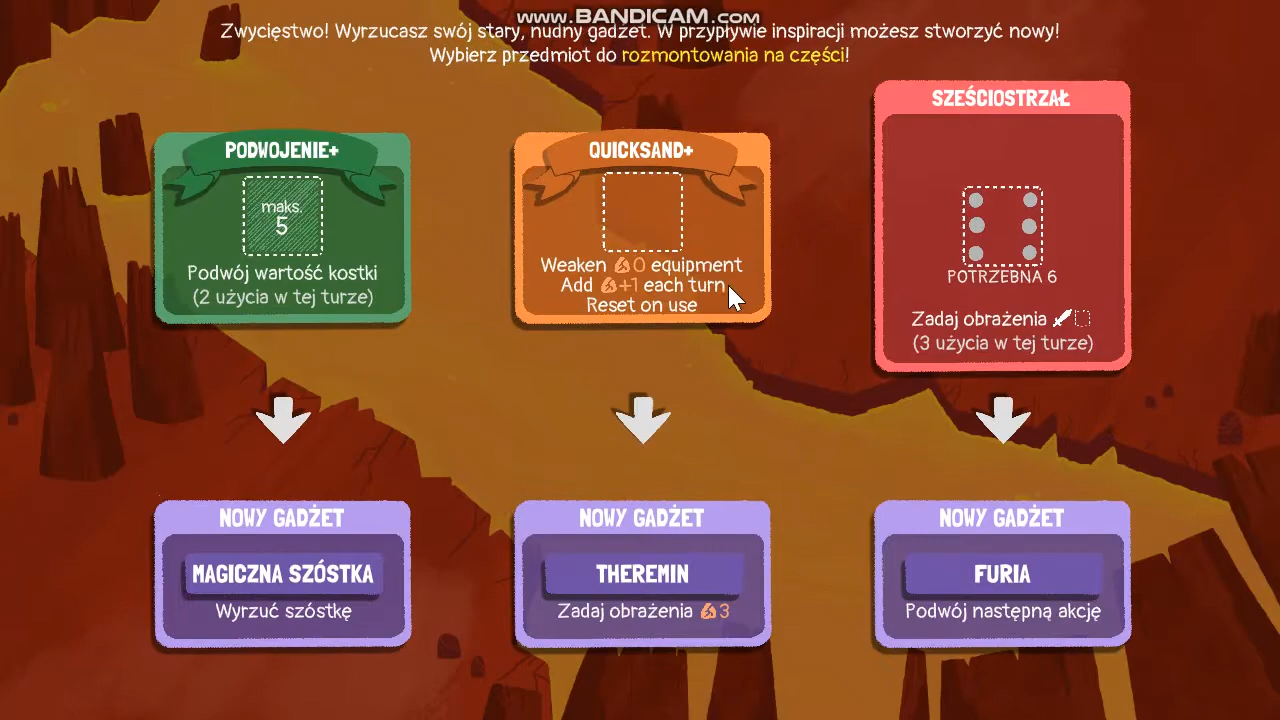 www.BANDICAM.com
Zwycięstwo! Wyrzucasz swój stary, nudny gadżet. W przypływie inspiracji możesz stworzyć nowy!
Wybierz przedmiot do rozmontowania na części!
PODWOJENIE+
maks.
5
Podwój wartość kostki
(2 użycia w tej turze)
QUICKSAND+
Weaken 0 equipment
Add +1 each turn
Reset on use
SZEŚCIOSTRZAŁ
POTRZEBNA 6
Zadaj obrażenia
(3 użycia w tej turze)
NOWY GADŻET
MAGICZNA SZÓSTKA
Wyrzuć szóstkę
NOWY GADŻET
THEREMIN
Zadaj obrażenia 3
NOWY GADŻET
FURIA
Podwój następną akcję